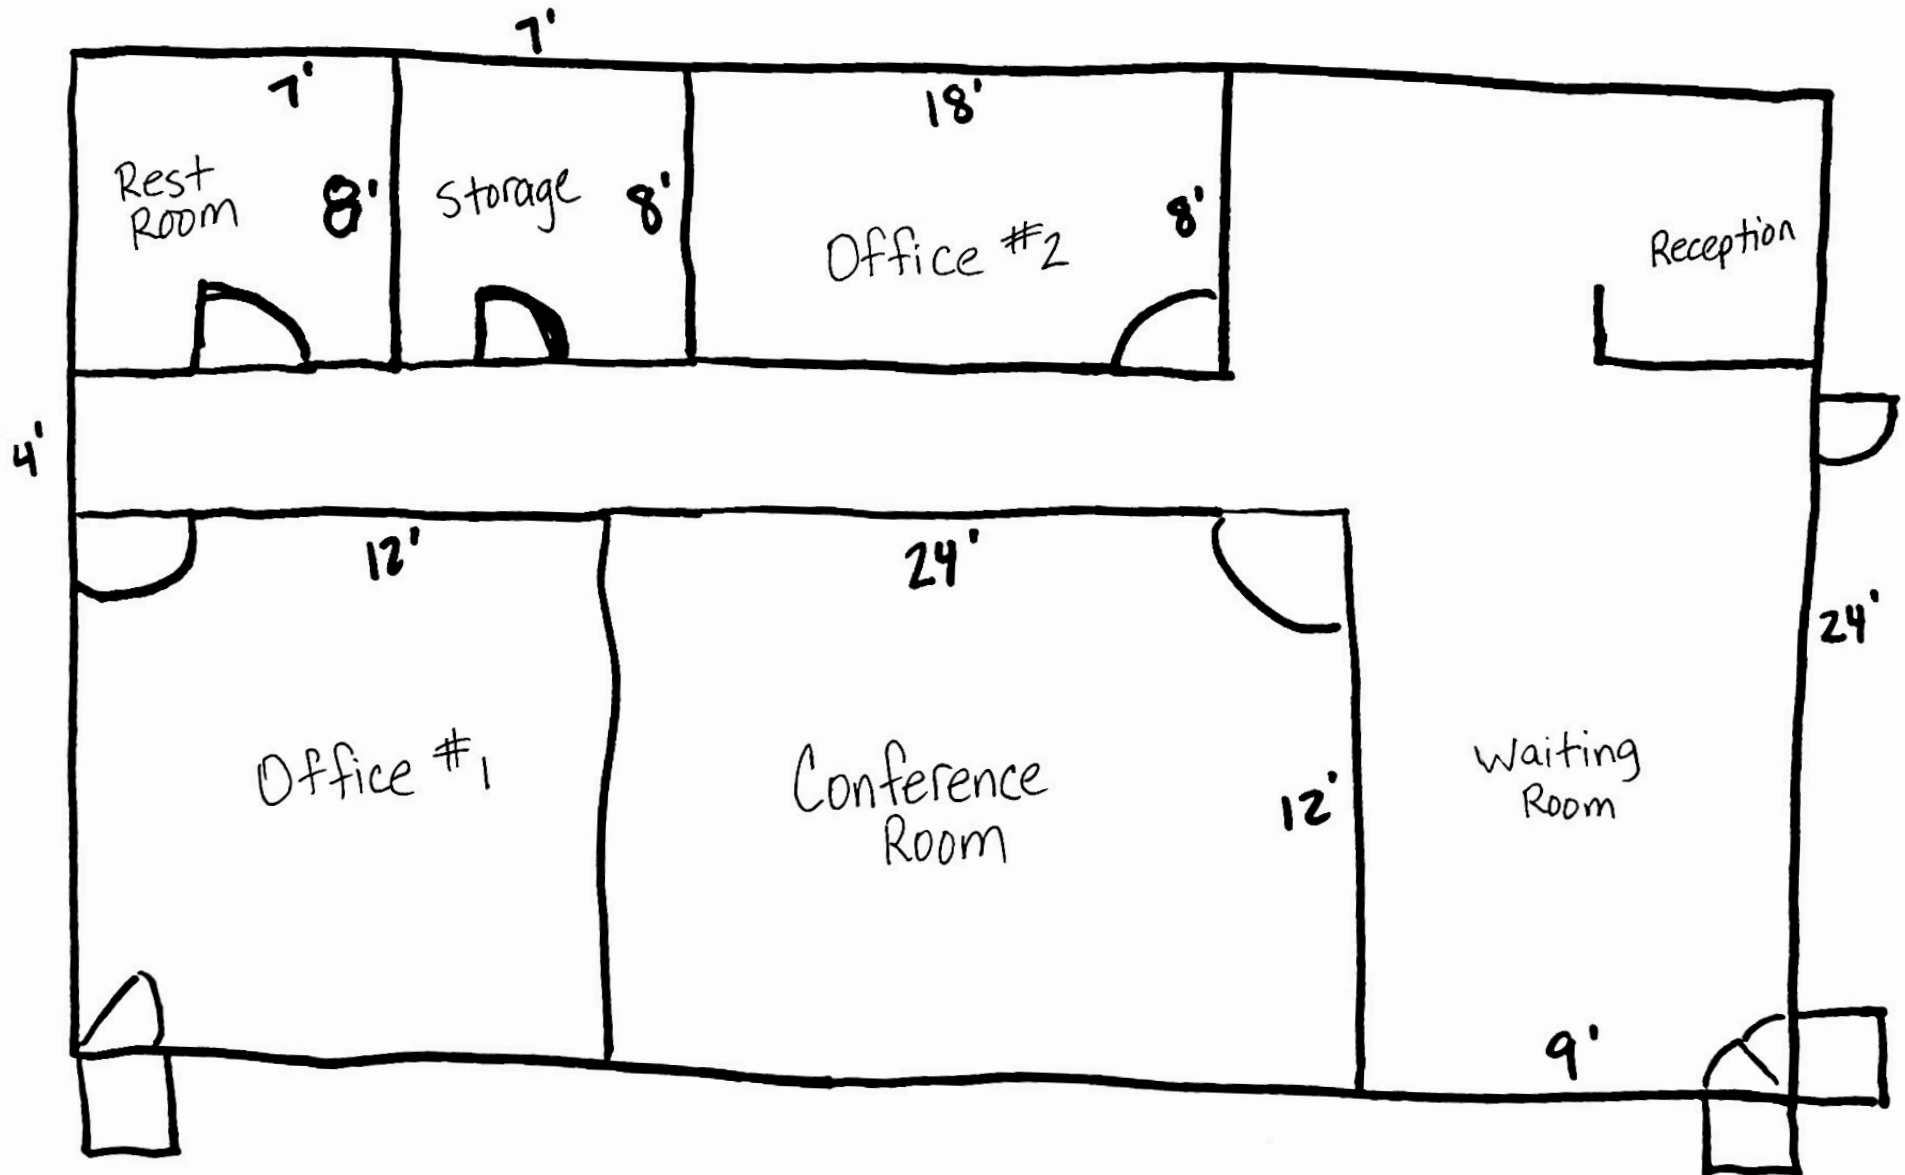 7'
7'
18'
Rest
Room
8'
Storage
8'
Office #2
8'
Reception
4'
12'
24'
24'
Office #1
Conference
Room
12'
Waiting
Room
9'